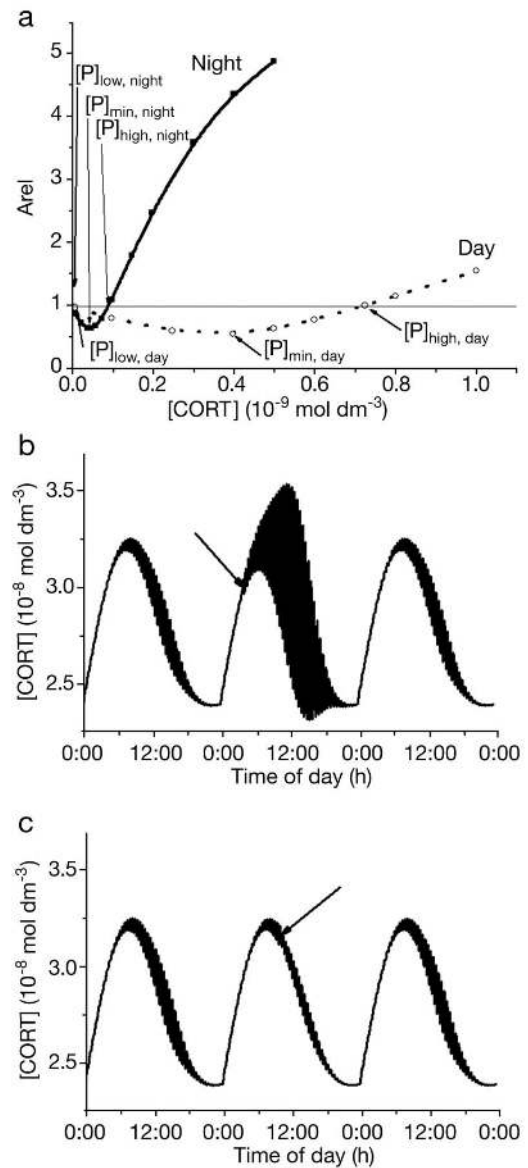 a
5
4
3
2
1
0
Arel
[P]low, night
[P]min, night
[P]high, night
Night
Day
[P]low, day
[P]min, day
[P]high, day
0.0 0.2 0.4 0.6 0.8 1.0
[CORT] (10-9 mol dm-3)
b
3.5
3.0
2.5
[CORT] (10-8 mol dm-3)
0:00 12:00 0:00 12:00 0:00 12:00 0:00
Time of day (h)
c
3.5
3.0
2.5
[CORT] (10-8 mol dm-3)
0:00 12:00 0:00 12:00 0:00 12:00 0:00
Time of day (h)